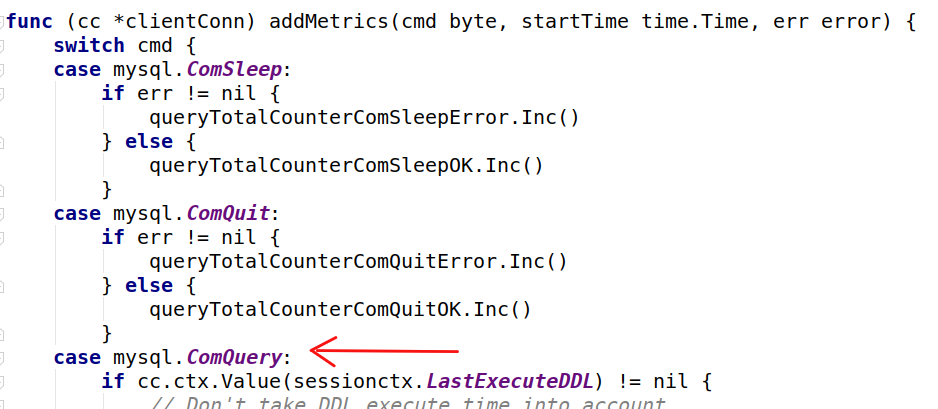 func (cc *clientConn) addMetrics(cmd byte, startTime time.Time, err error) {
    switch cmd {
    case mysql.ComSleep:
        if err != nil {
            queryTotalCounterComSleepError.Inc()
        } else {
            queryTotalCounterComSleepOK.Inc()
        }
    case mysql.ComQuit:
        if err != nil {
            queryTotalCounterComQuitError.Inc()
        } else {
            queryTotalCounterComQuitOK.Inc()
        }
    case mysql.ComQuery:
        if cc.ctx.Value(sessionctx.LastExecuteDDL) != nil {
            // Don't take DDL execute time into account